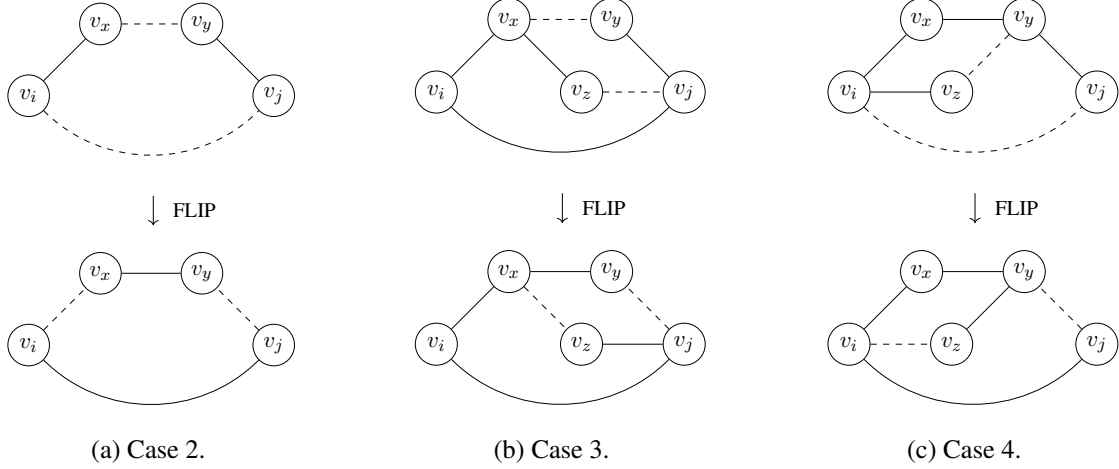 v_x v_y v_x v_y v_x v_y
v_i v_j v_i v_z v_j v_i v_z v_j
FLIP FLIP FLIP
v_x v_y v_x v_y v_x v_y
v_i v_j v_i v_z v_j v_i v_z v_j
(a) Case 2. (b) Case 3. (c) Case 4.